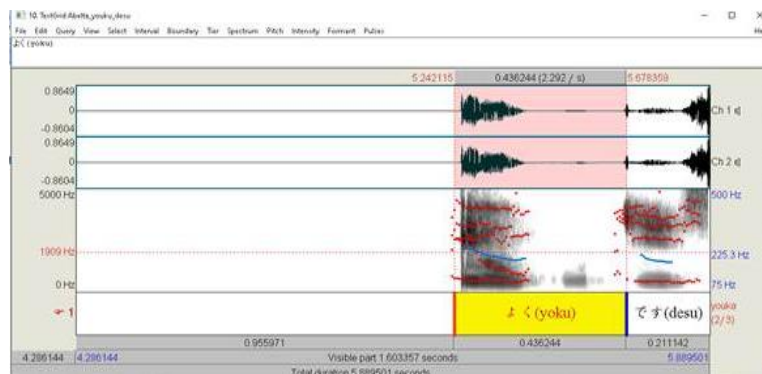 10. TextGrid Abxtta_youku_desu
File Edit Query View Select Interval Boundary Tier Spectrum Pitch Intensity Formant Pulses
よく(yoku)
5.242115 0.436244 (2.292 / s) 5.678359
0.8649
0
-0.8604
Ch 1
0.8649
0
-0.8604
Ch 2
5000 Hz 500 Hz
1909 Hz 225.3 Hz
0 Hz 75 Hz
1 よく(yoku) です(desu) youku
(2/3)
0.955971 0.436244 0.211142
4.286144 4.286144 Visible part 1.603357 seconds 5.889501
Total duration 5.889501 seconds